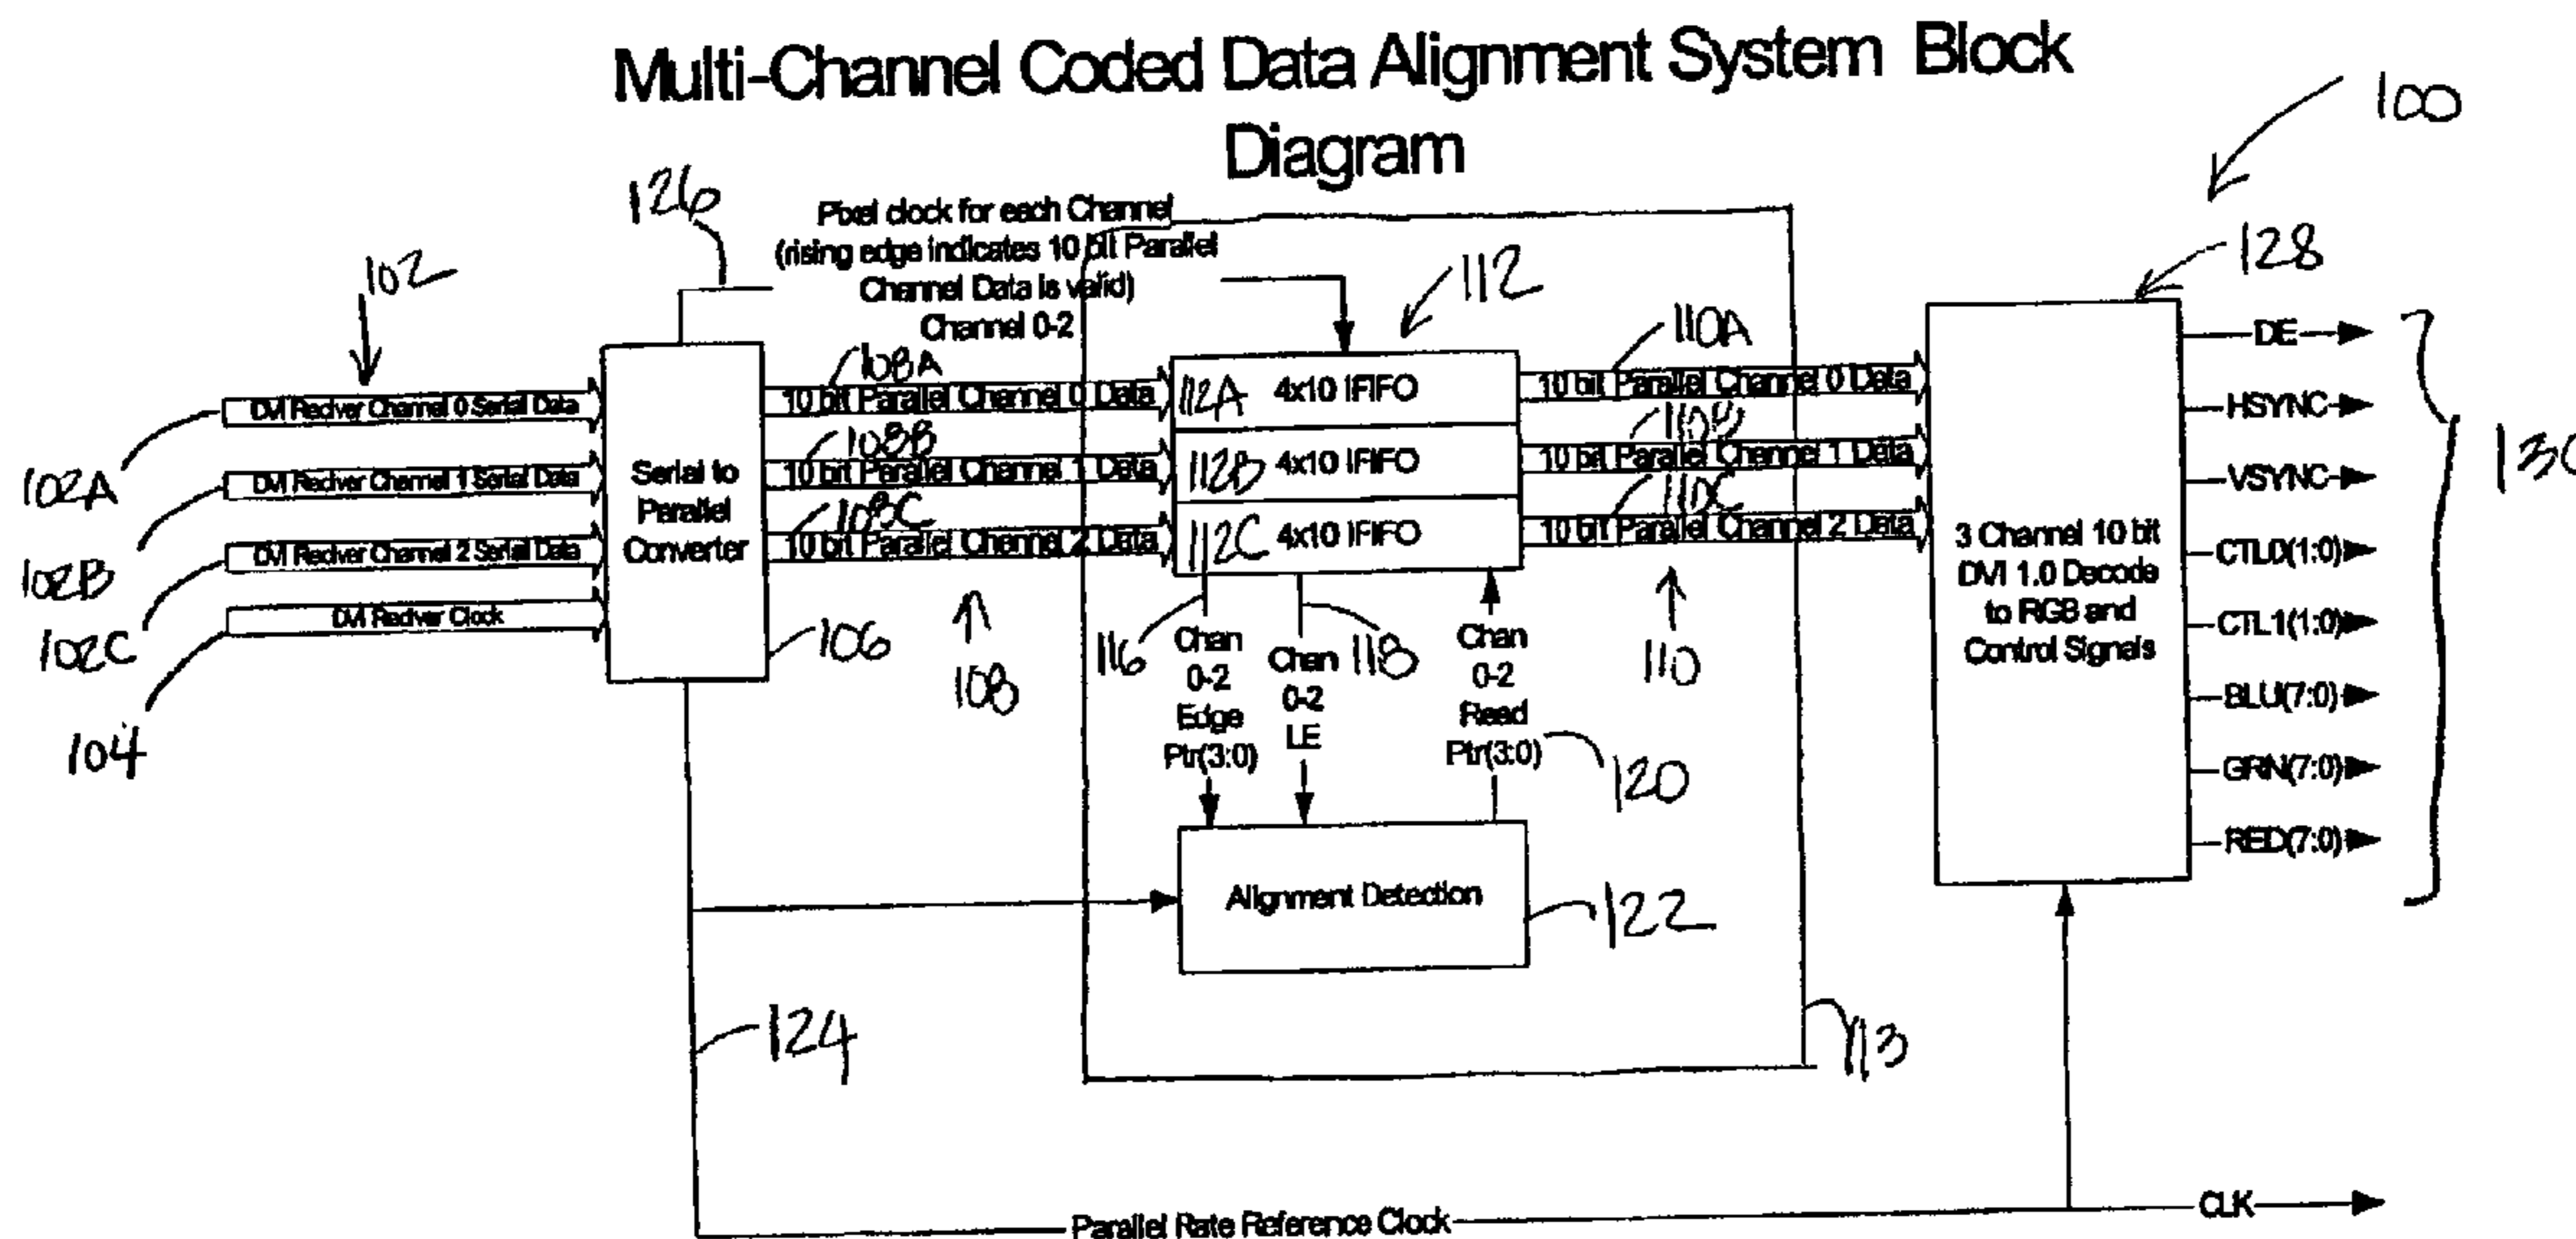 Multi-Channel Coded Data Alignment System Block
Diagram
100
126
Pixel clock for each Channel
(rising edge indicates 10 bit Parallel
Channel Data is valid)
Channel 0-2
102
112
128
DVI Reciver Channel 0 Serial Data
DVI Reciver Channel 1 Serial Data
DVI Reciver Channel 2 Serial Data
DVI Reciver Clock
102A
102B
102C
104
Serial to
Parallel
Converter
106
108A
10 bit Parallel Channel 0 Data
108B
10 bit Parallel Channel 1 Data
108C
10 bit Parallel Channel 2 Data
108
112A 4x10 IFIFO
112B 4x10 IFIFO
112C 4x10 IFIFO
110A
10 bit Parallel Channel 0 Data
110B
10 bit Parallel Channel 1 Data
110C
10 bit Parallel Channel 2 Data
110
116
Chan
0-2
Edge
Ptr(3:0)
118
Chan
0-2
LE
Chan
0-2
Read
Ptr(3:0)
120
Alignment Detection
122
113
124
3 Channel 10 bit
DVI 1.0 Decode
to RGB and
Control Signals
DE
HSYNC
VSYNC
CTL0(1:0)
CTL1(1:0)
BLU(7:0)
GRN(7:0)
RED(7:0)
130
Parallel Rate Reference Clock
CLK